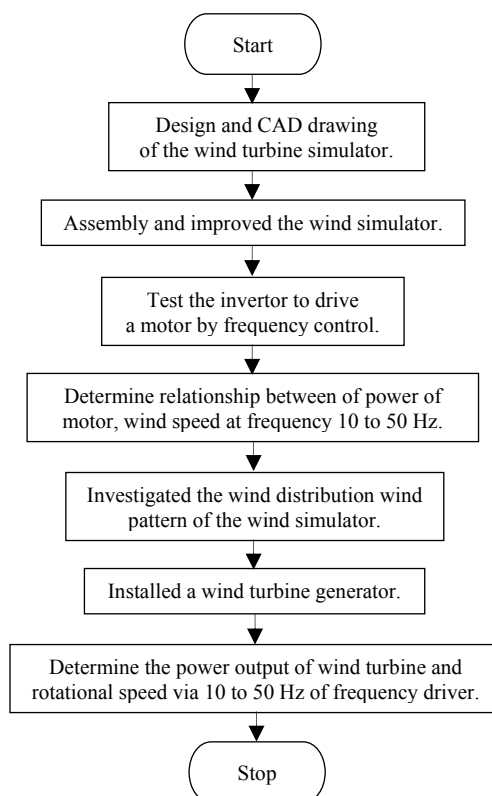 Start
Design and CAD drawing
of the wind turbine simulator.
Assembly and improved the wind simulator.
Test the invertor to drive
a motor by frequency control.
Determine relationship between of power of
motor, wind speed at frequency 10 to 50 Hz.
Investigated the wind distribution wind
pattern of the wind simulator.
Installed a wind turbine generator.
Determine the power output of wind turbine and
rotational speed via 10 to 50 Hz of frequency driver.
Stop